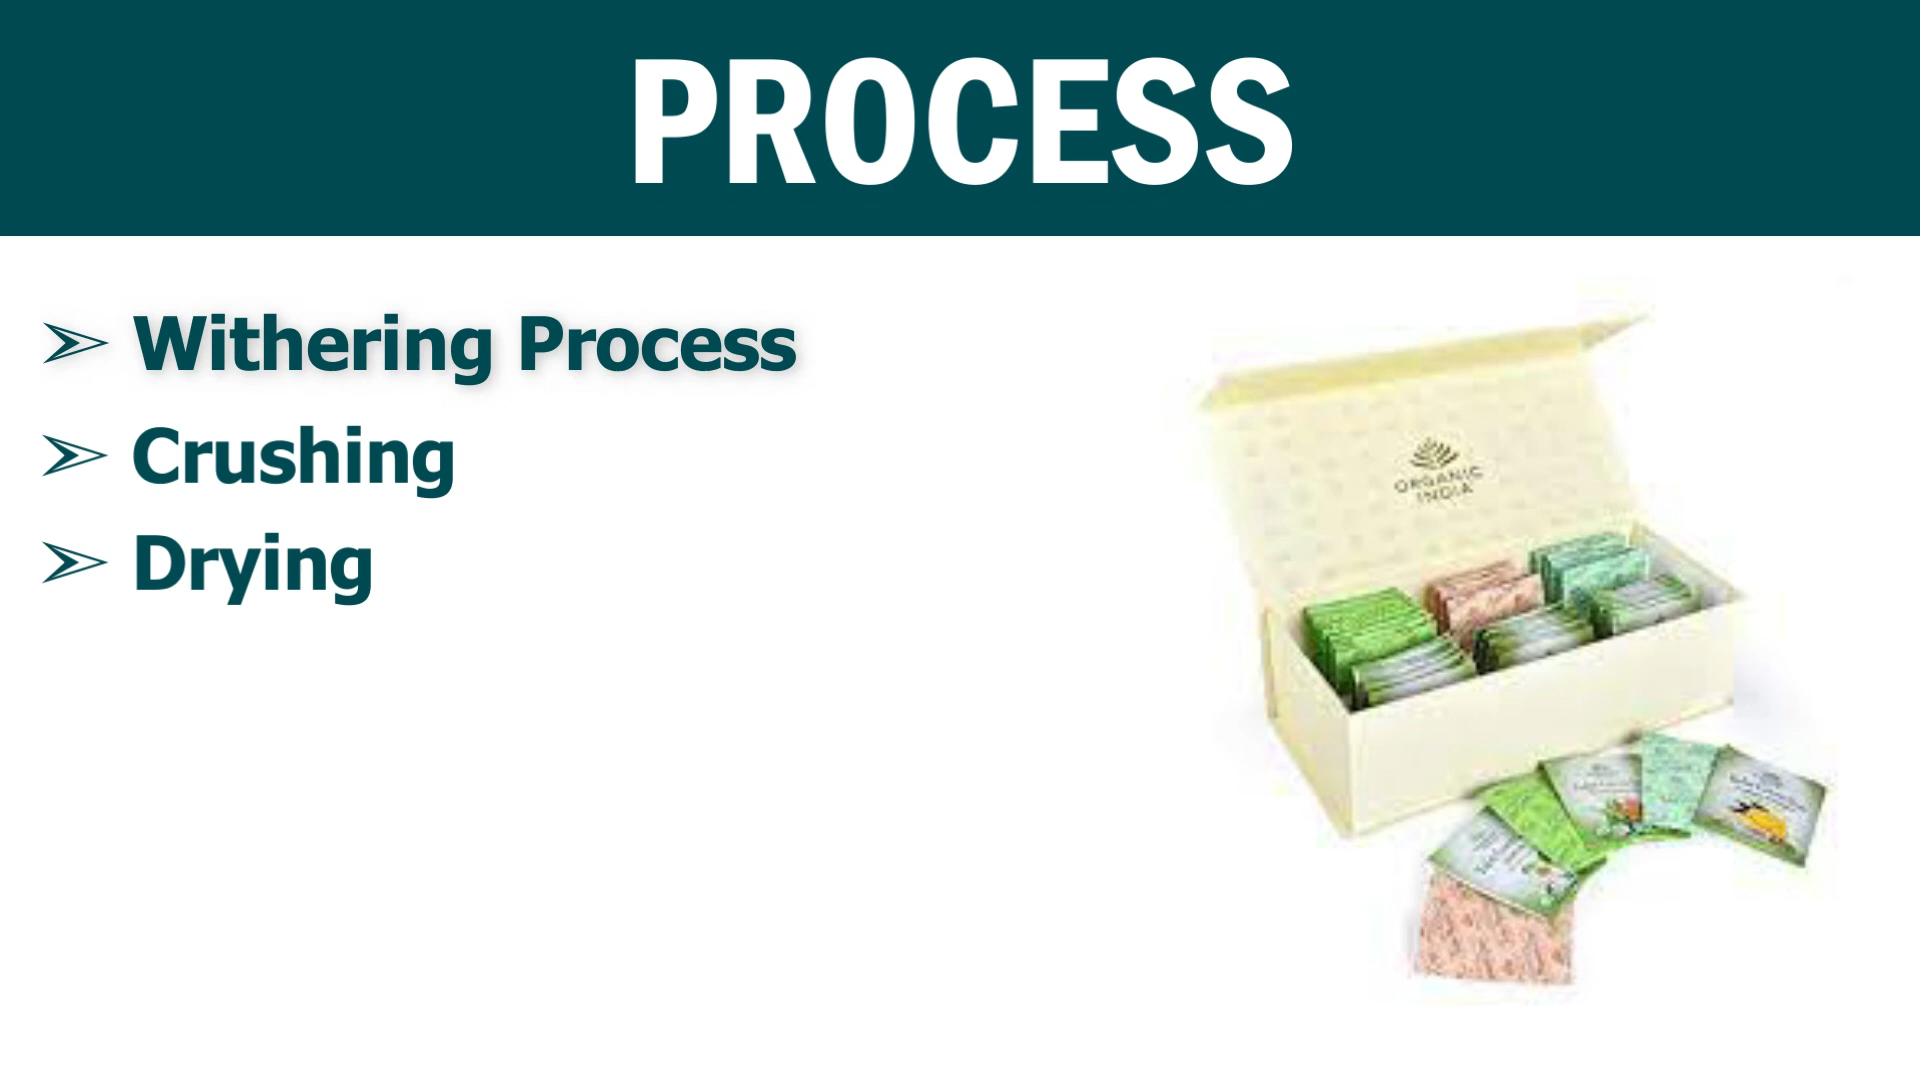 PROCESS
➢ Withering Process
➢ Crushing
➢ Drying
ORGANIC
INDIA